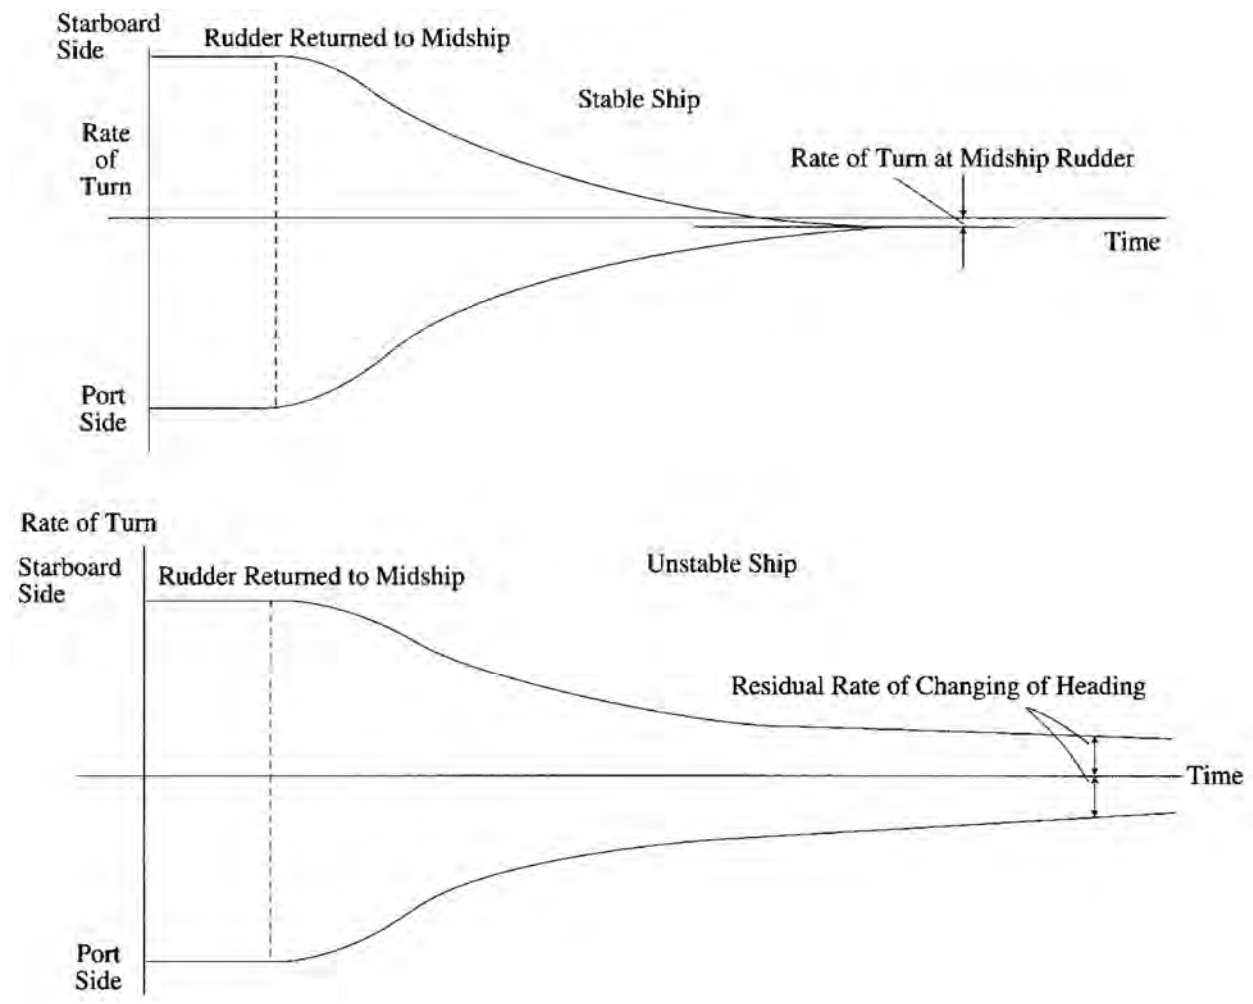 Starboard
Side
Rudder Returned to Midship
Stable Ship
Rate
of
Turn
Rate of Turn at Midship Rudder
Time
Port
Side
Rate of Turn
Starboard
Side
Rudder Returned to Midship
Unstable Ship
Residual Rate of Changing of Heading
Time
Port
Side